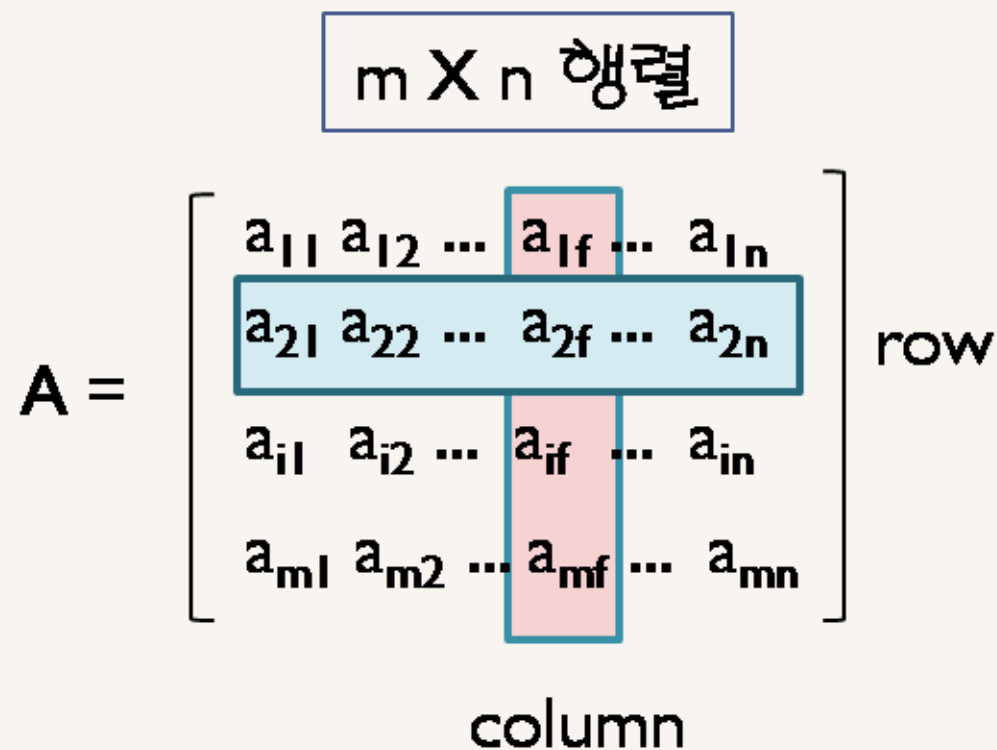 m X n 행렬
a11 a12 ... a1f ... a1n
a21 a22 ... a2f ... a2n row
A =
ai1 ai2 ... aif ... ain
am1 am2 ... amf ... amn
column